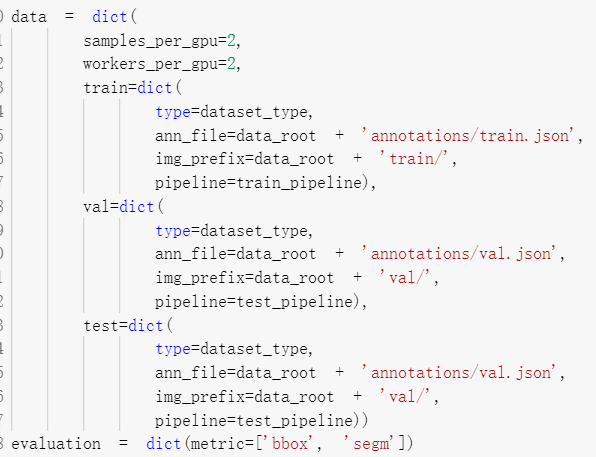 data = dict(
samples_per_gpu=2,
workers_per_gpu=2,
train=dict(
type=dataset_type,
ann_file=data_root + 'annotations/train.json',
img_prefix=data_root + 'train/',
pipeline=train_pipeline),
val=dict(
type=dataset_type,
ann_file=data_root + 'annotations/val.json',
img_prefix=data_root + 'val/',
pipeline=test_pipeline),
test=dict(
type=dataset_type,
ann_file=data_root + 'annotations/val.json',
img_prefix=data_root + 'val/',
pipeline=test_pipeline))
evaluation = dict(metric=['bbox', 'segm'])